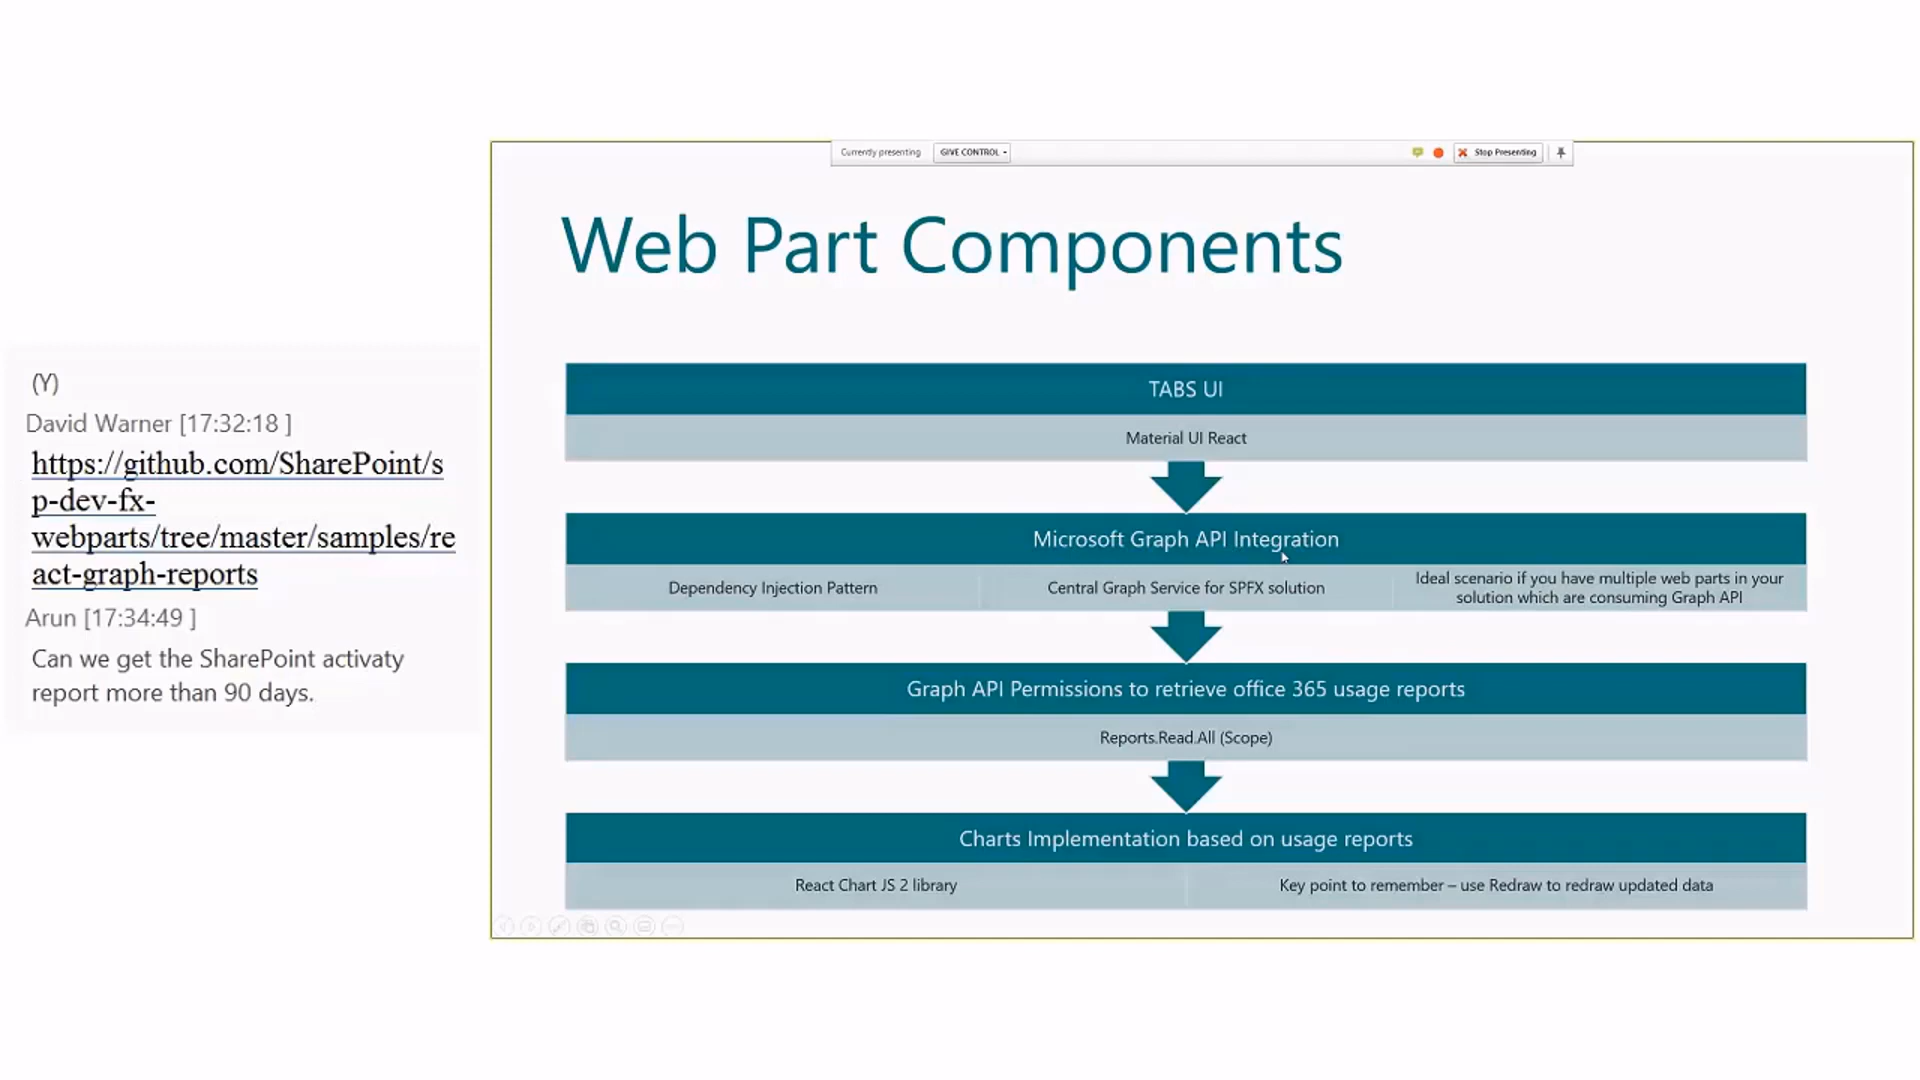 (Y)
David Warner [17:32:18 ]
https://github.com/SharePoint/s
p-dev-fx-
webparts/tree/master/samples/re
act-graph-reports
Arun [17:34:49 ]
Can we get the SharePoint activaty
report more than 90 days.
Currently presenting
GIVE CONTROL
Stop Presenting
Web Part Components
TABS UI
Material UI React
Microsoft Graph API Integration
Dependency Injection Pattern
Central Graph Service for SPFX solution
Ideal scenario if you have multiple web parts in your
solution which are consuming Graph API
Graph API Permissions to retrieve office 365 usage reports
Reports.Read.All (Scope)
Charts Implementation based on usage reports
React Chart JS 2 library
Key point to remember – use Redraw to redraw updated data